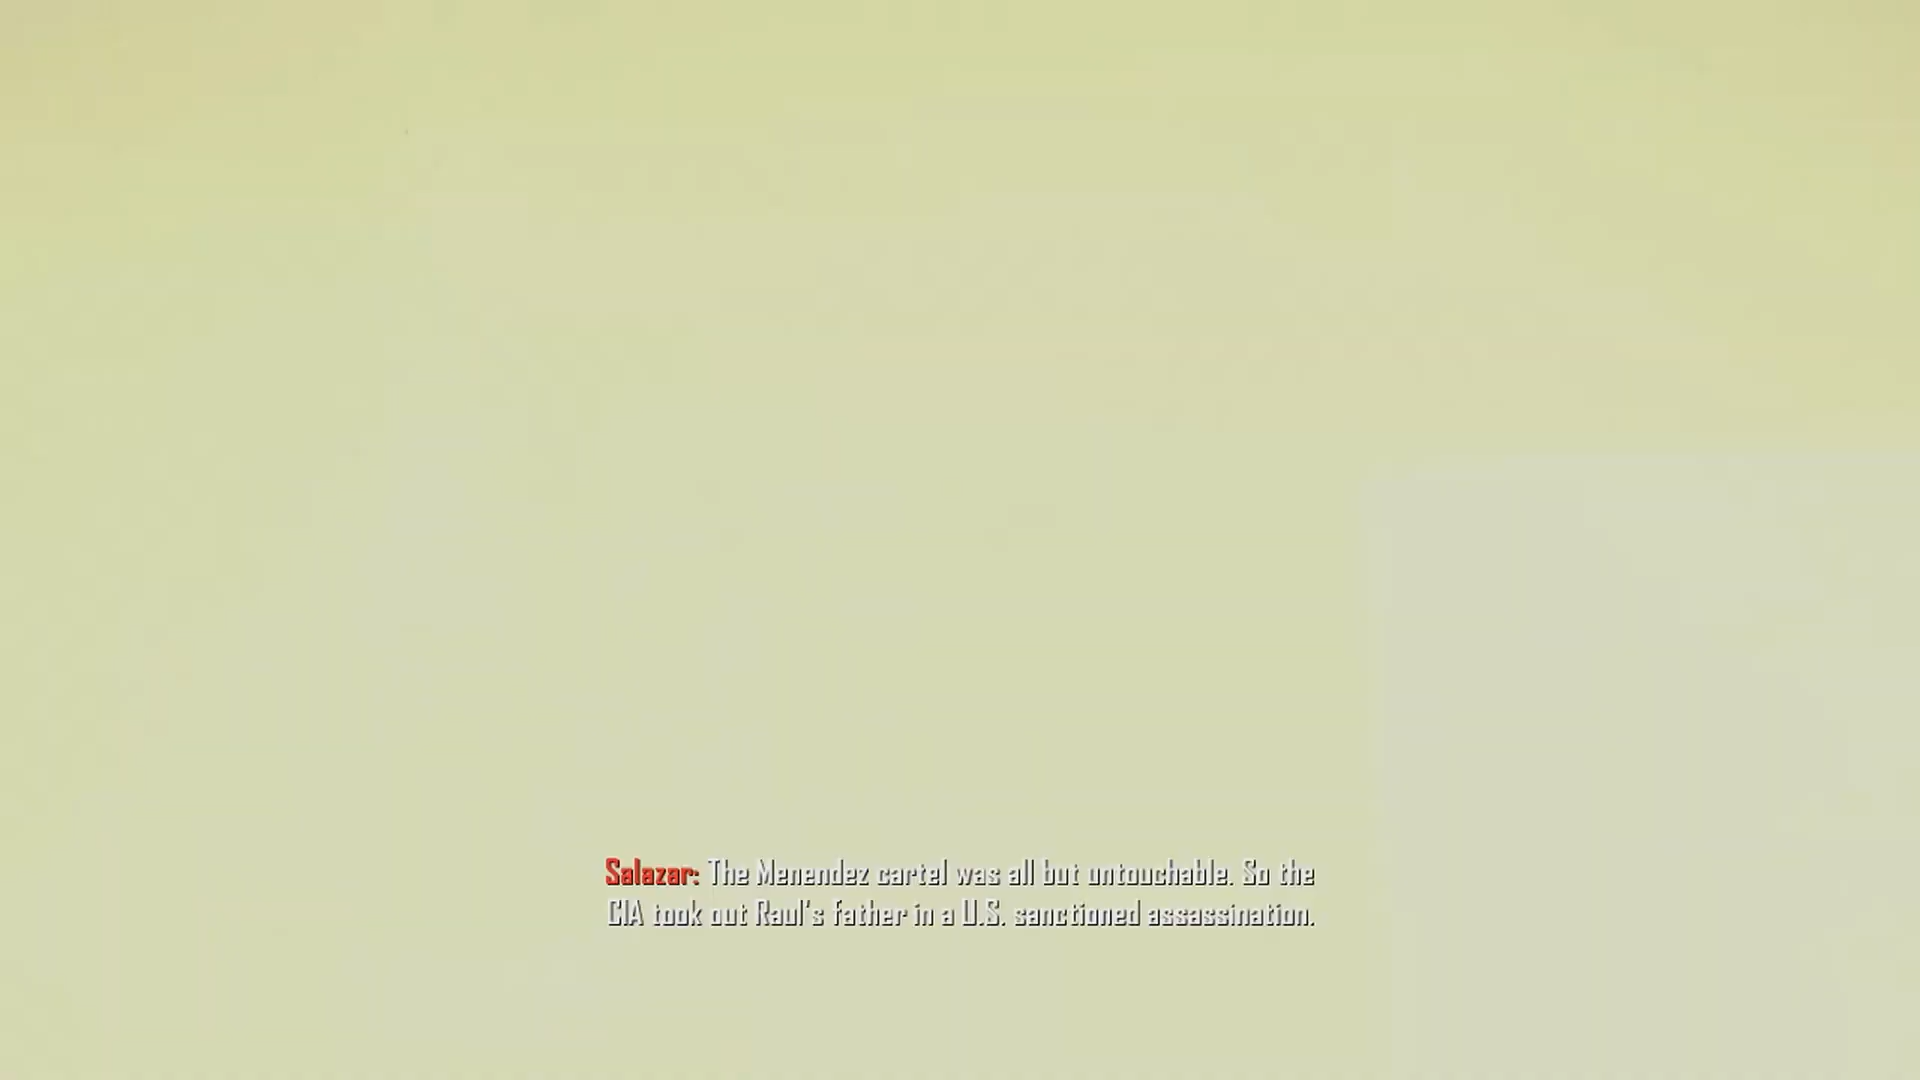 Salazar: The Menendez cartel was all but untouchable. So the
CIA took out Raul's father in a U.S. sanctioned assassination.